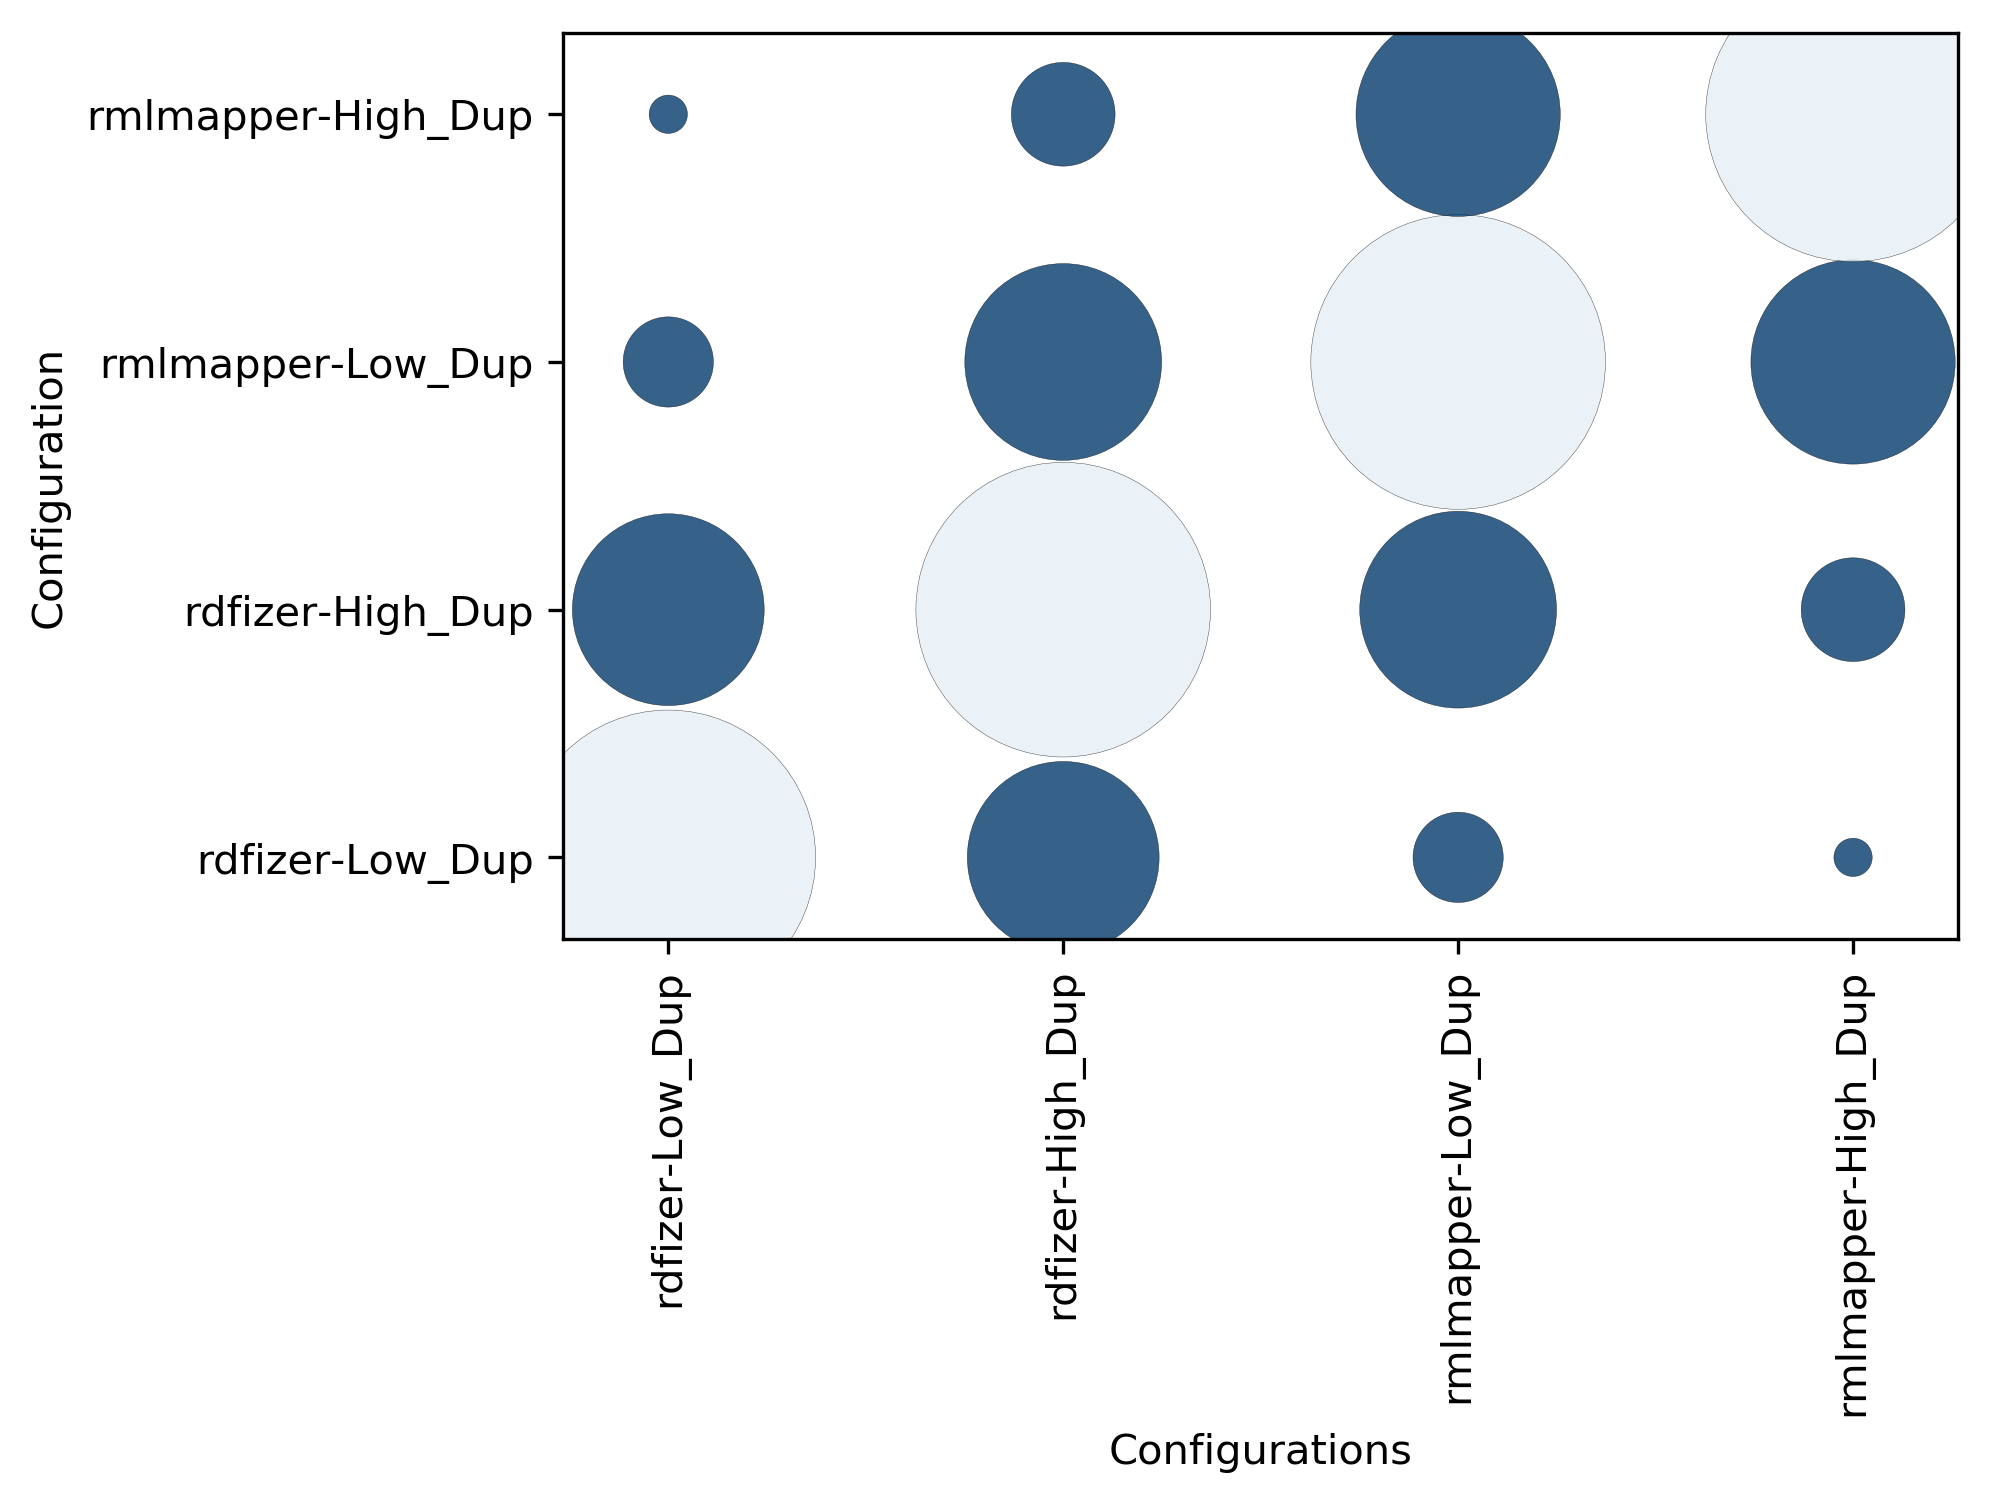 rmlmapper-High_Dup
rmlmapper-Low_Dup
rdfizer-High_Dup
rdfizer-Low_Dup
Configuration
rdfizer-Low_Dup
rdfizer-High_Dup
rmlmapper-Low_Dup
rmlmapper-High_Dup
Configurations